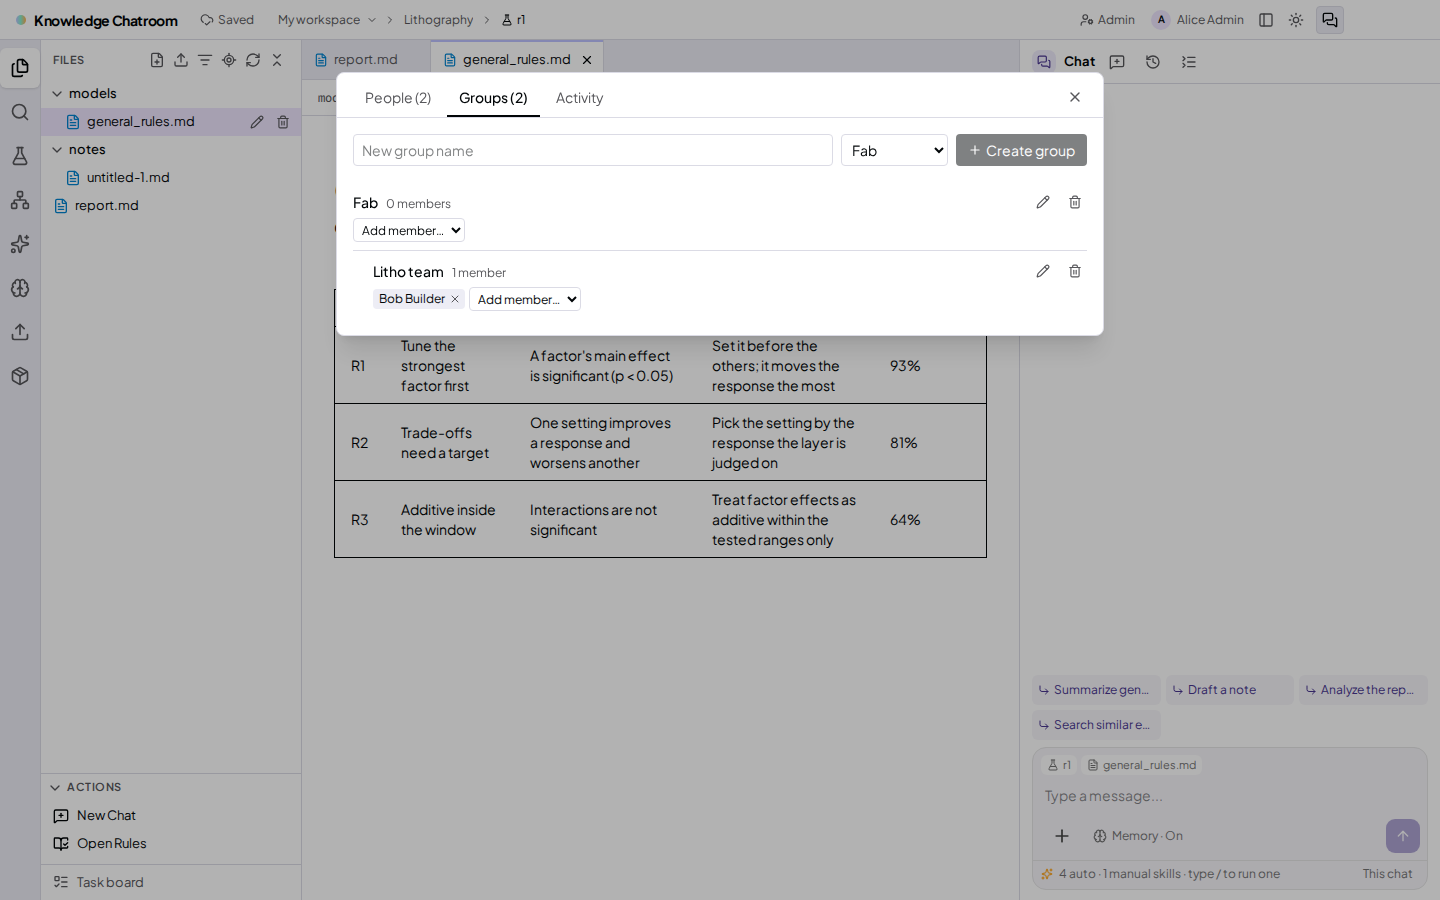 Knowledge Chatroom
Saved
My workspace
Lithography
r1
Admin
A
Alice Admin
FILES
models
general_rules.md
notes
untitled-1.md
report.md
ACTIONS
New Chat
Open Rules
Task board
report.md
general_rules.md
People (2)
Groups (2)
Activity
New group name
Fab
Create group
Fab 0 members
Add member...
Litho team 1 member
Bob Builder
Add member...
R1
Tune the
strongest
factor first
A factor's main effect
is significant (p < 0.05)
Set it before the
others; it moves the
response the most
93%
R2
Trade-offs
need a target
One setting improves
a response and
worsens another
Pick the setting by the
response the layer is
judged on
81%
R3
Additive inside
the window
Interactions are not
significant
Treat factor effects as
additive within the
tested ranges only
64%
Chat
Summarize gen...
Draft a note
Analyze the rep...
Search similar e...
r1
general_rules.md
Type a message...
Memory · On
4 auto · 1 manual skills · type / to run one
This chat